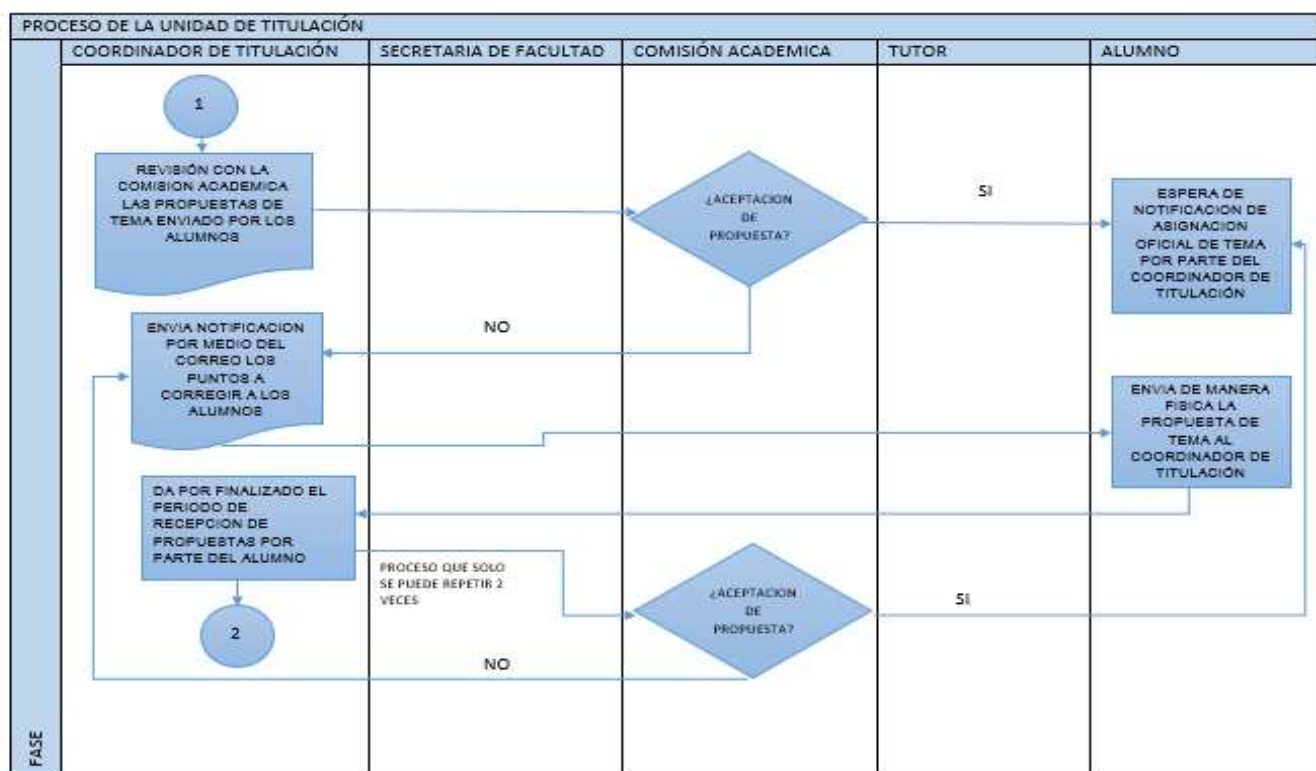 PROCESO DE LA UNIDAD DE TITULACIÓN
COORDINADOR DE TITULACIÓN
SECRETARIA DE FACULTAD
COMISIÓN ACADEMICA
TUTOR
ALUMNO
1
REVISIÓN CON LA
COMISION ACADEMICA
LAS PROPUESTAS DE
TEMA ENVIADO POR LOS
ALUMNOS
¿ACEPTACION
DE
PROPUESTA?
SI
ESPERA DE
NOTIFICACION DE
ASIGNACION
OFICIAL DE TEMA
POR PARTE DEL
COORDINADOR DE
TITULACIÓN
NO
ENVIA NOTIFICACION
POR MEDIO DEL
CORREO LOS
PUNTOS A
CORREGIR A LOS
ALUMNOS
ENVIA DE MANERA
FISICA LA
PROPUESTA DE
TEMA AL
COORDINADOR DE
TITULACIÓN
DA POR FINALIZADO EL
PERIODO DE
RECEPCION DE
PROPUESTAS POR
PARTE DEL ALUMNO
PROCESO QUE SOLO
SE PUEDE REPETIR 2
VECES
¿ACEPTACION
DE
PROPUESTA?
SI
2
NO
FASE